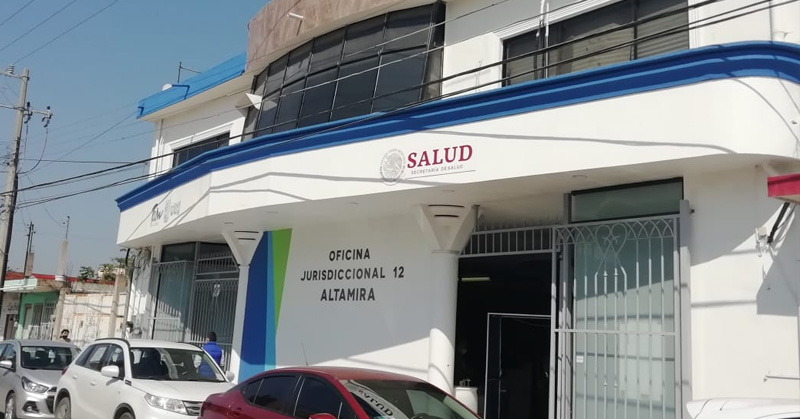 SALUD
SECRETARÍA DE SALUD
OFICINA
JURISDICCIONAL 12
ALTAMIRA